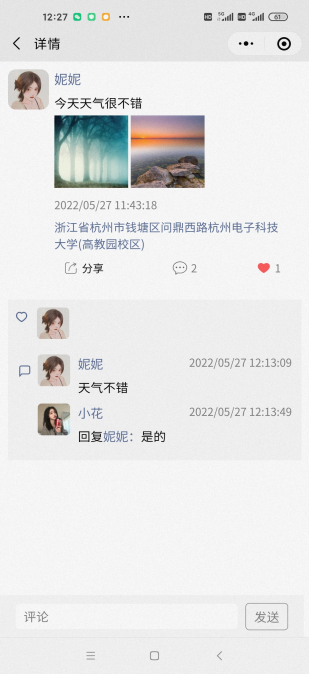 12:27 ••• HD 5G HD 4G 61
详情
妮妮
今天天气很不错
2022/05/27 11:43:18
浙江省杭州市钱塘区问鼎西路杭州电子科技
大学(高教园校区)
分享 2 1
妮妮 2022/05/27 12:13:09
天气不错
小花 2022/05/27 12:13:49
回复妮妮：是的
评论 发送